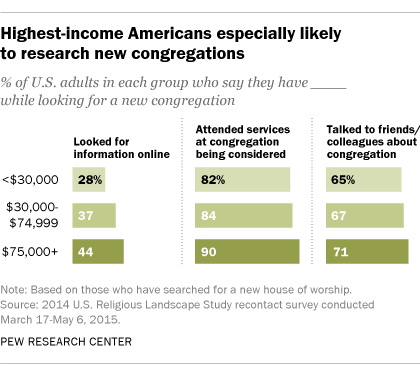 Highest-income Americans especially likely
to research new congregations
% of U.S. adults in each group who say they have ____
while looking for a new congregation
Looked for
information online
Attended services
at congregation
being considered
Talked to friends/
colleagues about
congregation
<$30,000 28% 82% 65%
$30,000-
$74,999 37 84 67
$75,000+ 44 90 71
Note: Based on those who have searched for a new house of worship.
Source: 2014 U.S. Religious Landscape Study recontact survey conducted
March 17-May 6, 2015.
PEW RESEARCH CENTER